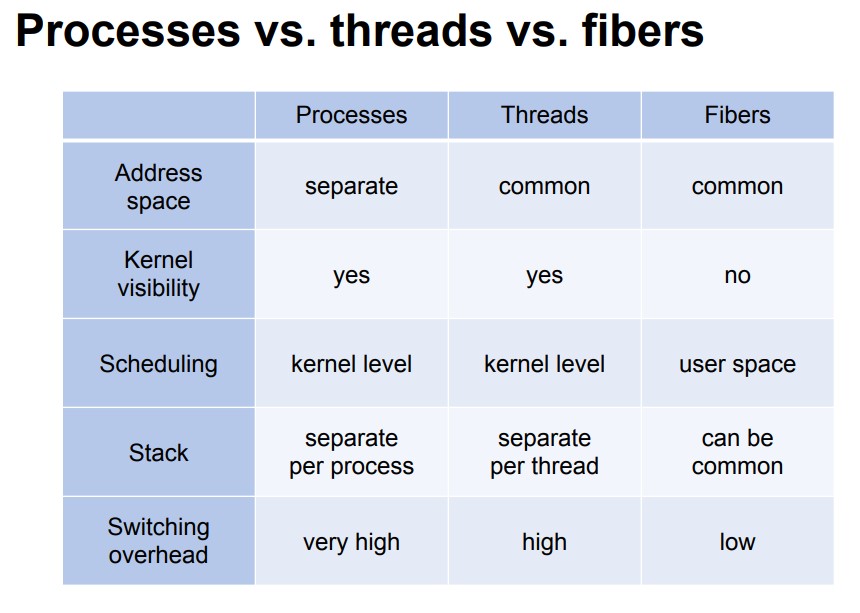 Processes vs. threads vs. fibers
Processes Threads Fibers
Address
space
separate common common
Kernel
visibility
yes yes no
Scheduling kernel level kernel level user space
Stack
separate
per process
separate
per thread
can be
common
Switching
overhead
very high high low